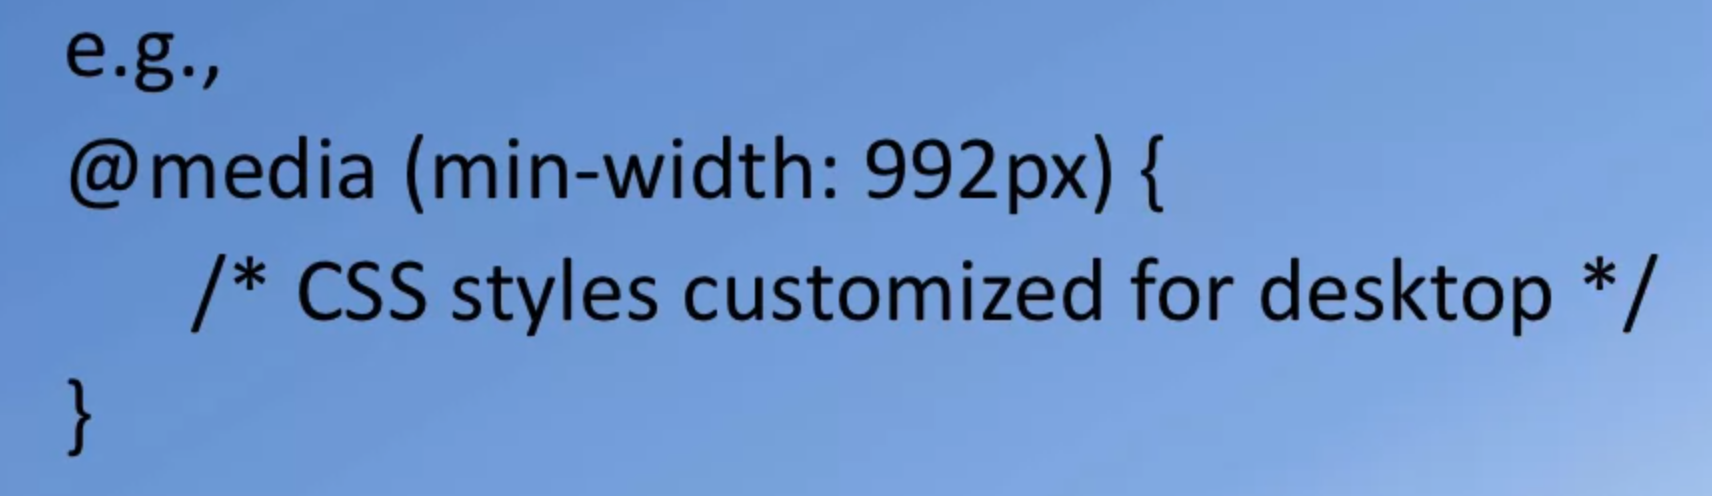 e.g.,
@media (min-width: 992px) {
/* CSS styles customized for desktop */
}